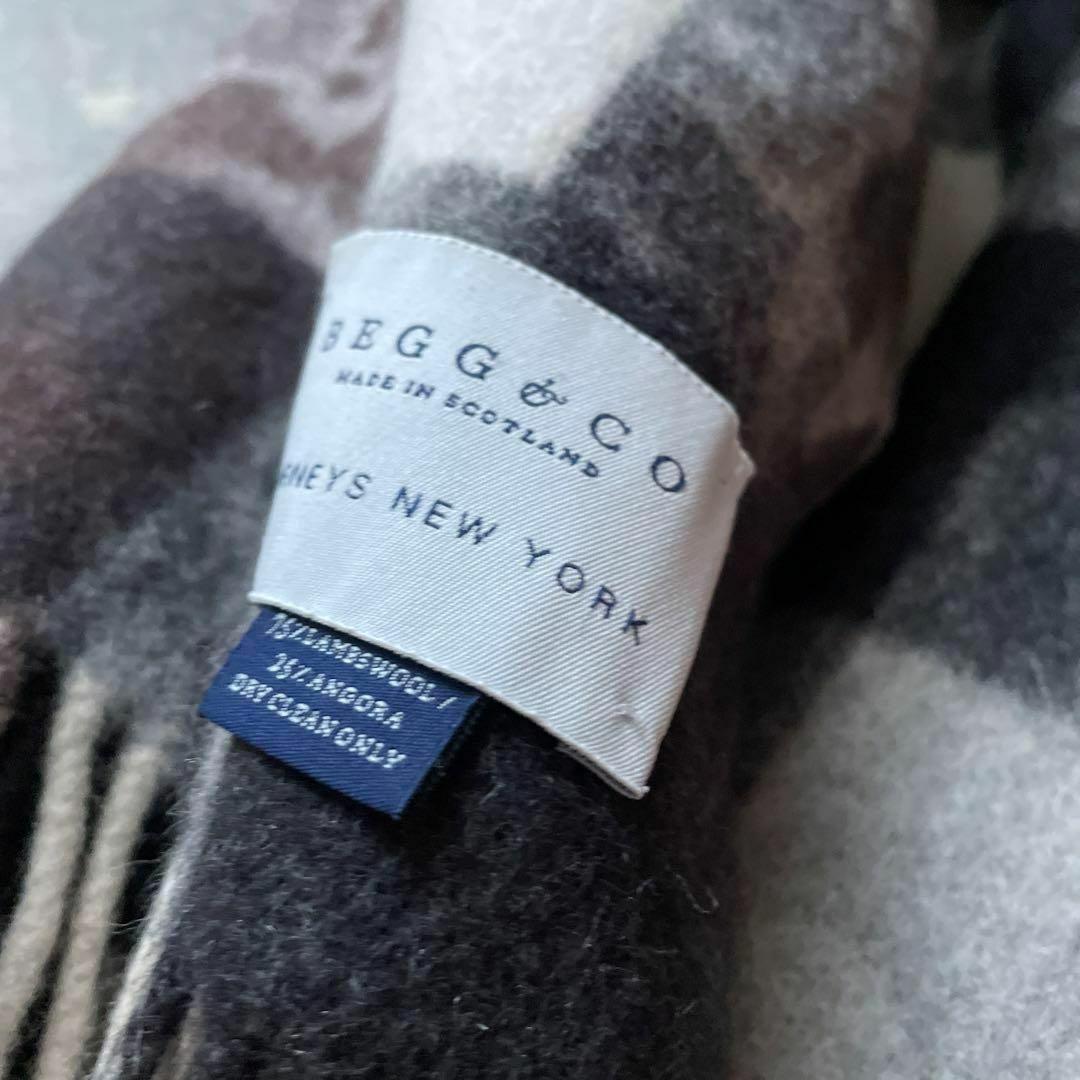 BEGG & CO
MADE IN SCOTLAND
NEYS NEW YORK
75% LAMBSWOOL /
25% ANGORA
DRY CLEAN ONLY